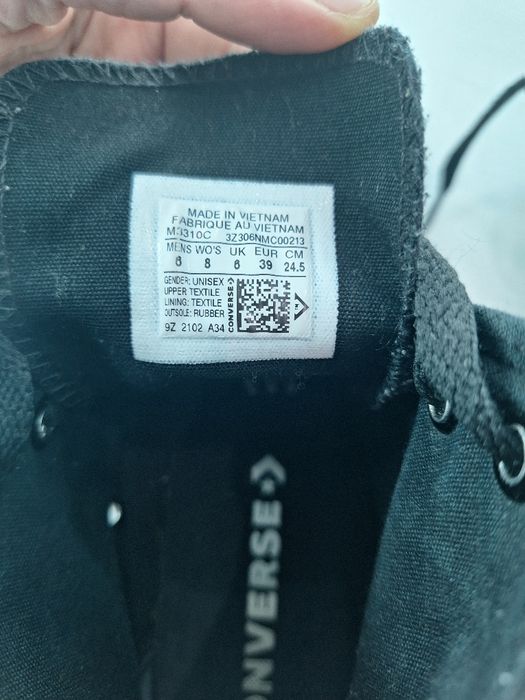 MADE IN VIETNAM
FABRIQUE AU VIETNAM
M3310C 3Z306NMC00213
MENS WO'S UK EUR CM
6 8 6 39 24.5
GENDER: UNISEX
UPPER TEXTILE
LINING: TEXTILE
OUTSOLE: RUBBER
9Z 2102 A34
CONVERSE
CONVERSE